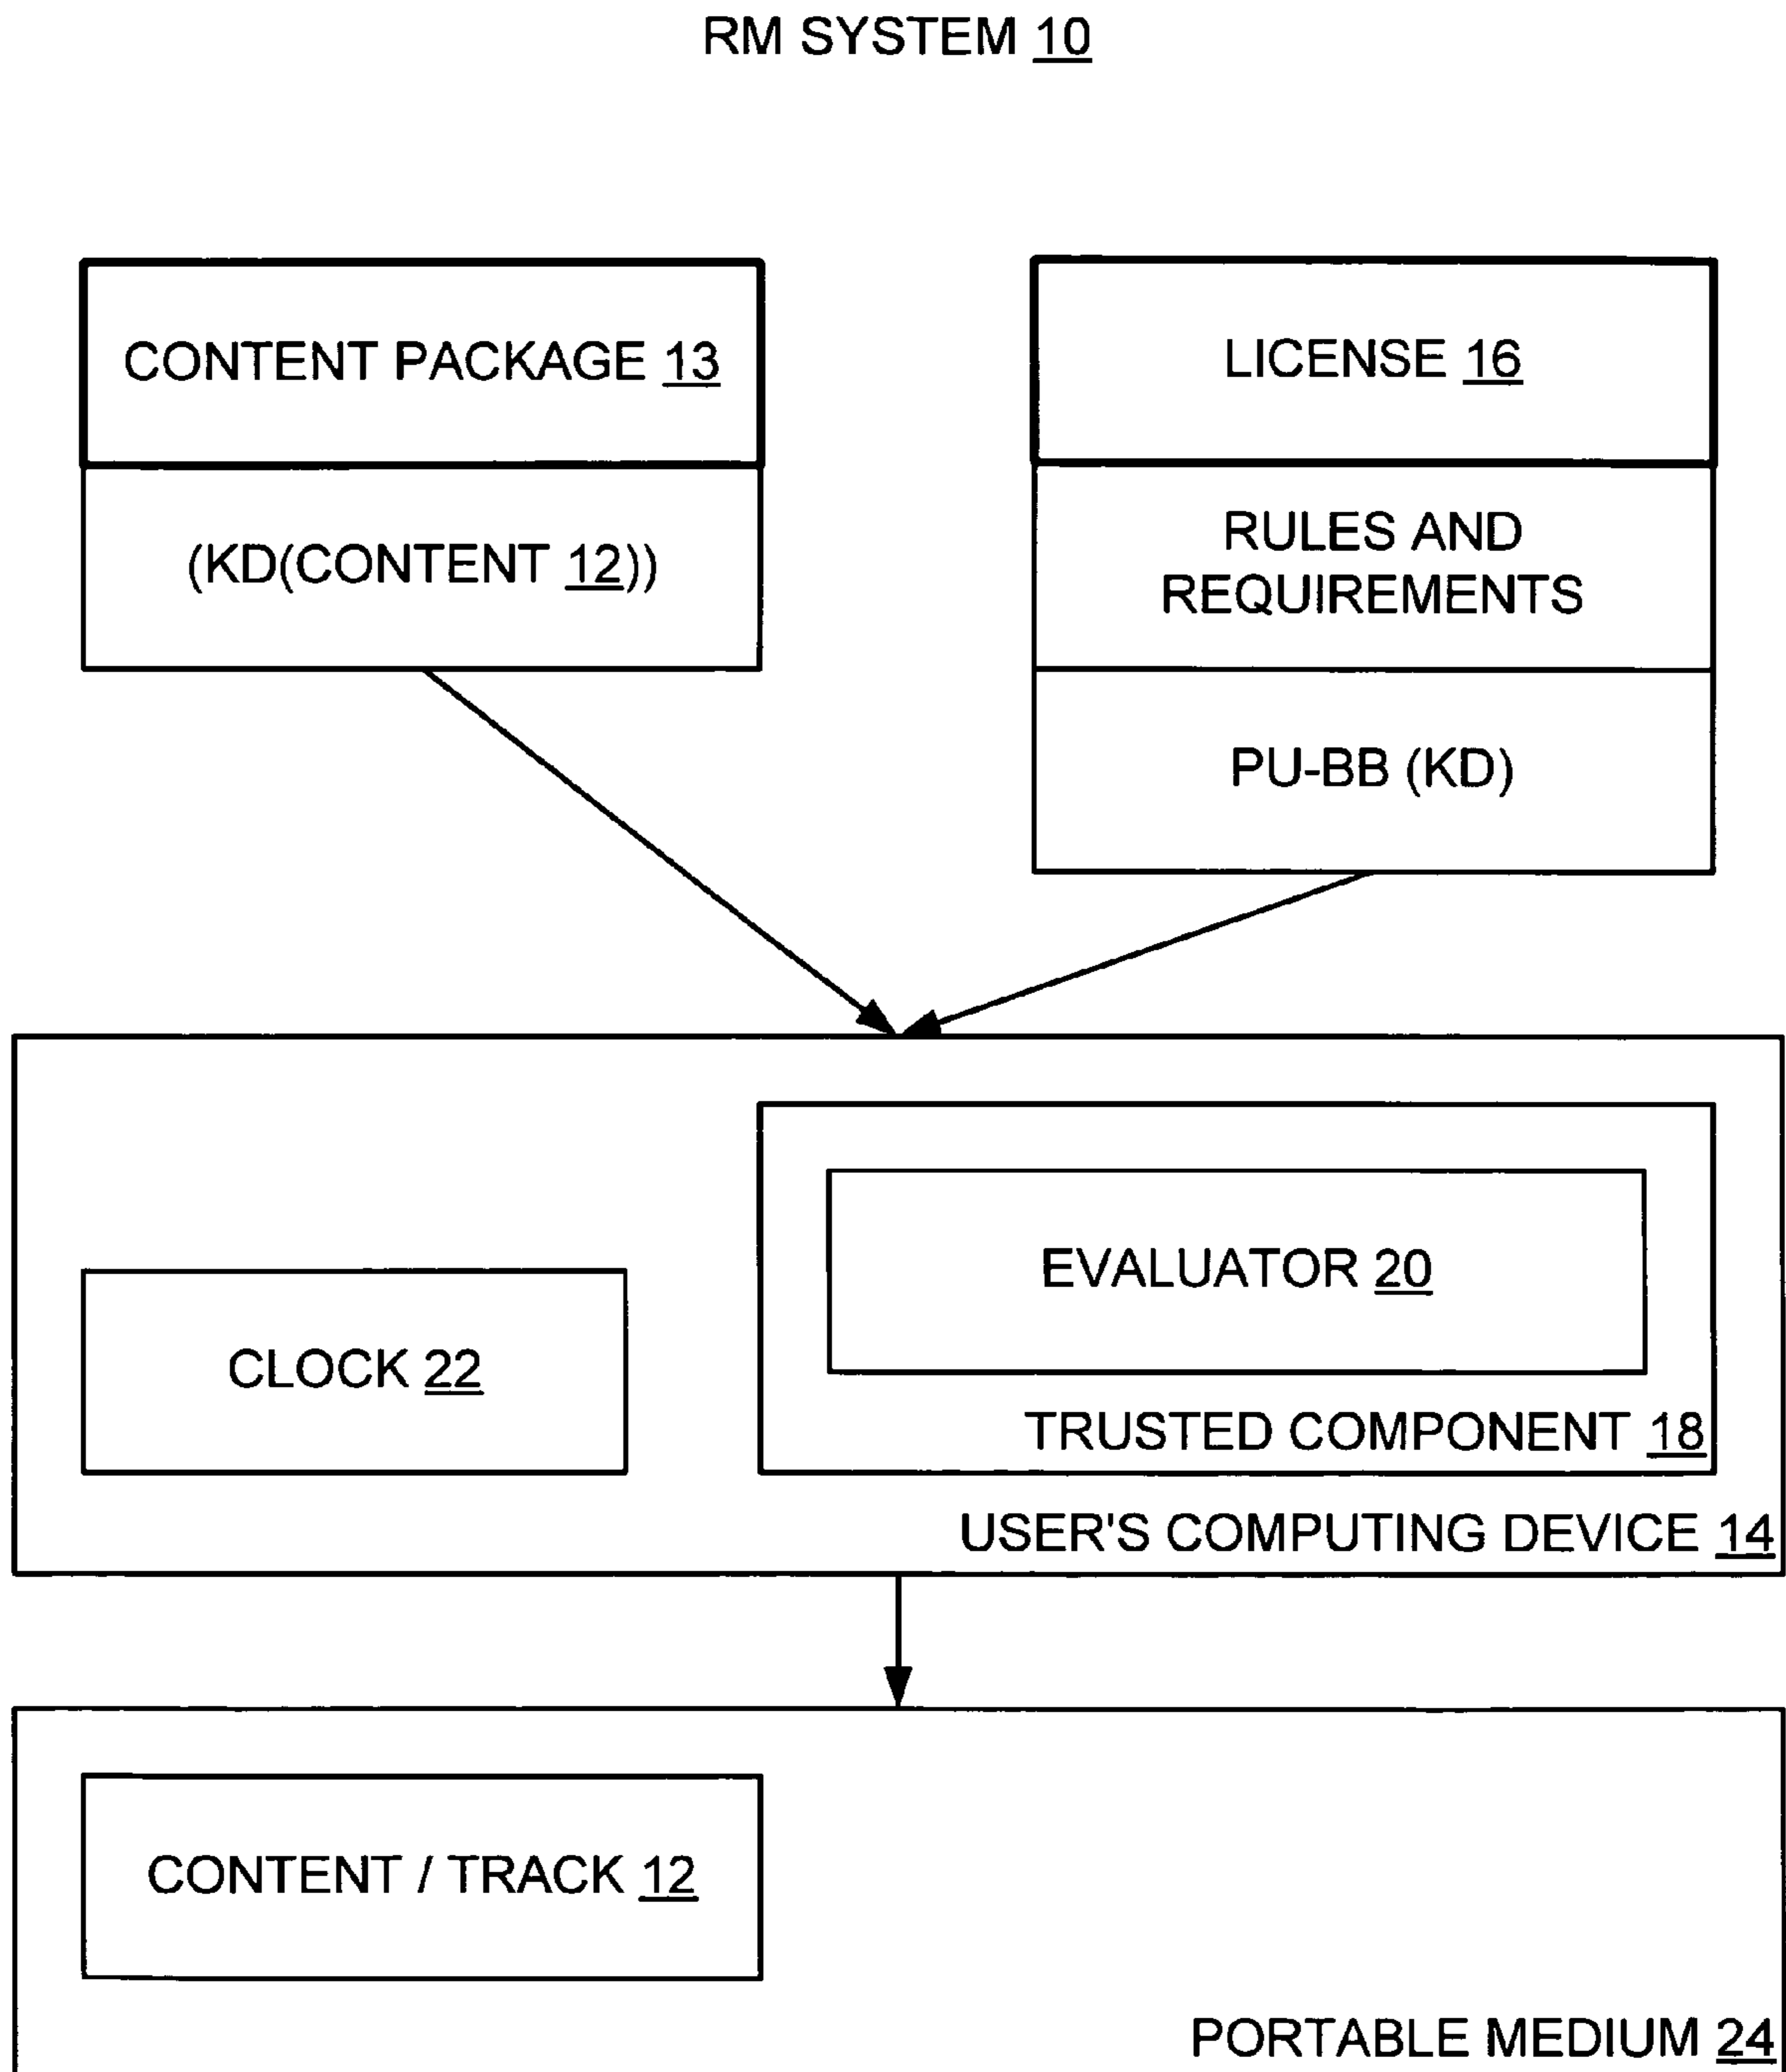 RM SYSTEM 10
CONTENT PACKAGE 13
(KD(CONTENT 12))
LICENSE 16
RULES AND
REQUIREMENTS
PU-BB (KD)
EVALUATOR 20
CLOCK 22
TRUSTED COMPONENT 18
USER'S COMPUTING DEVICE 14
CONTENT / TRACK 12
PORTABLE MEDIUM 24